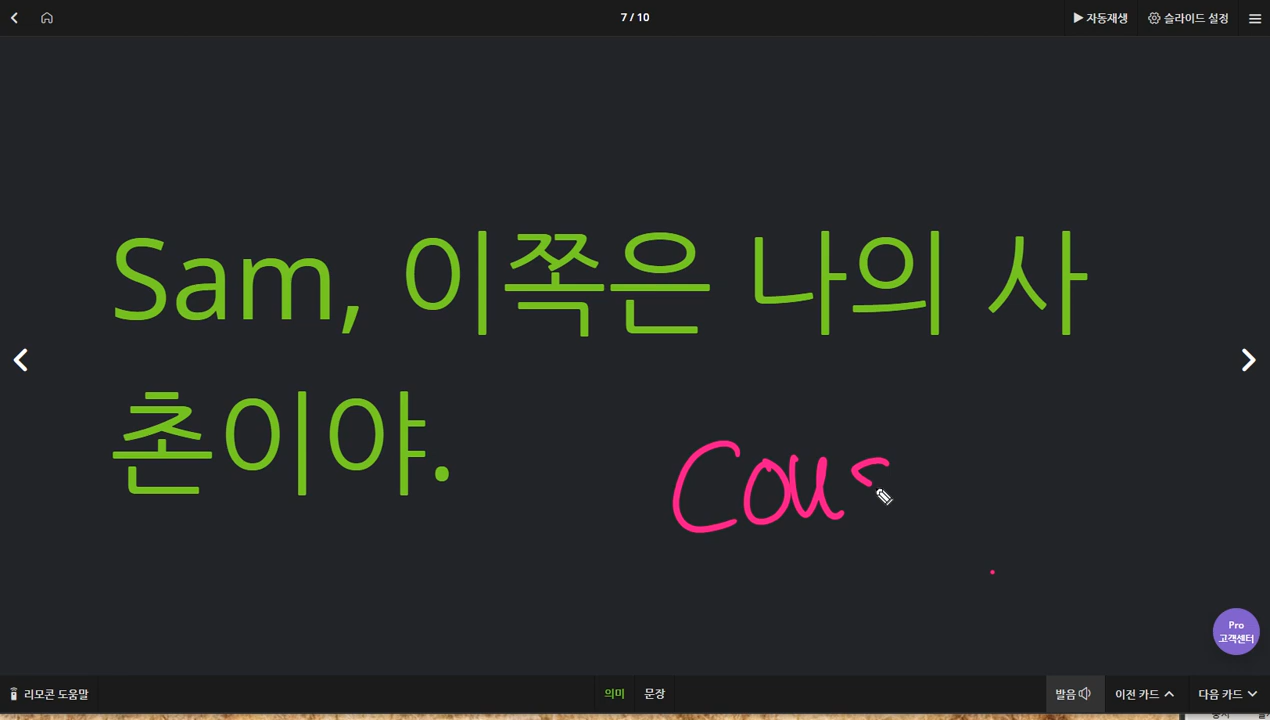 7 / 10
자동재생
슬라이드 설정
Sam, 이쪽은 나의 사
촌이야.
Cous
Pro
고객센터
리모콘 도움말
의미
문장
발음
이전 카드
다음 카드